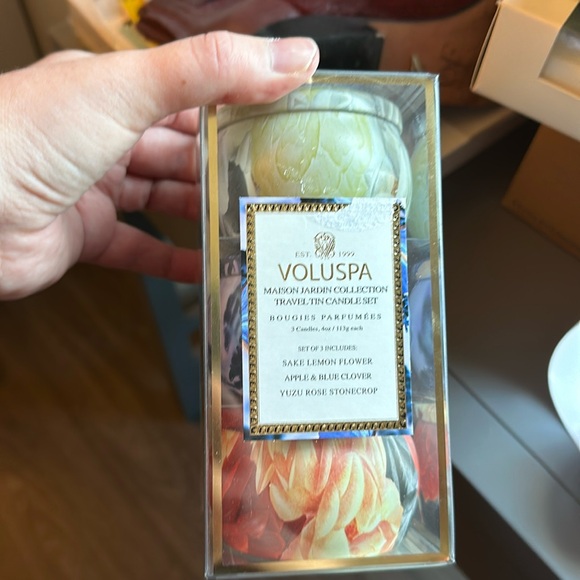 EST. 1999
VOLUSPA
MAISON JARDIN COLLECTION
TRAVEL TIN CANDLE SET
BOUGIES PARFUMÉES
3 Candles, 4oz / 113g each
SET OF 3 INCLUDES:
SAKE LEMON FLOWER
APPLE & BLUE CLOVER
YUZU ROSE STONECROP